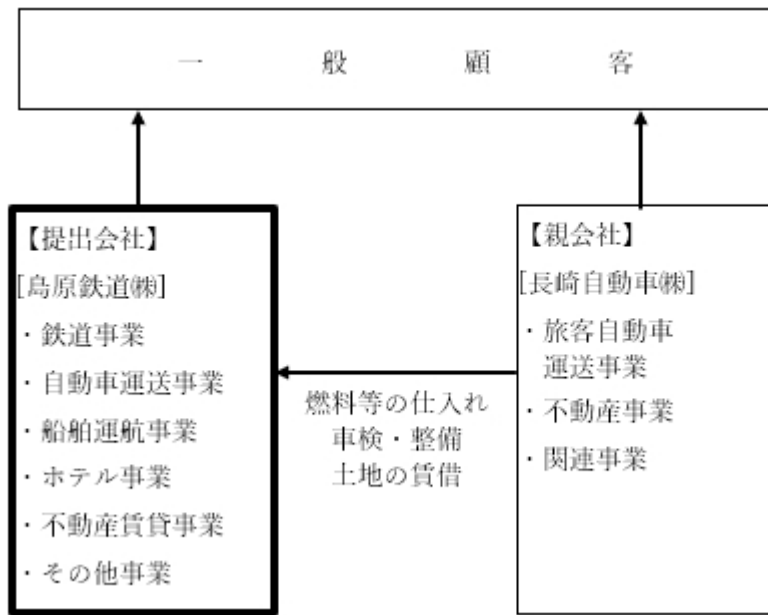 一般顧客
【提出会社】
[島原鉄道㈱]
・鉄道事業
・自動車運送事業
・船舶運航事業
・ホテル事業
・不動産賃貸事業
・その他事業
燃料等の仕入れ
車検・整備
土地の賃借
【親会社】
[長崎自動車㈱]
・旅客自動車
運送事業
・不動産事業
・関連事業